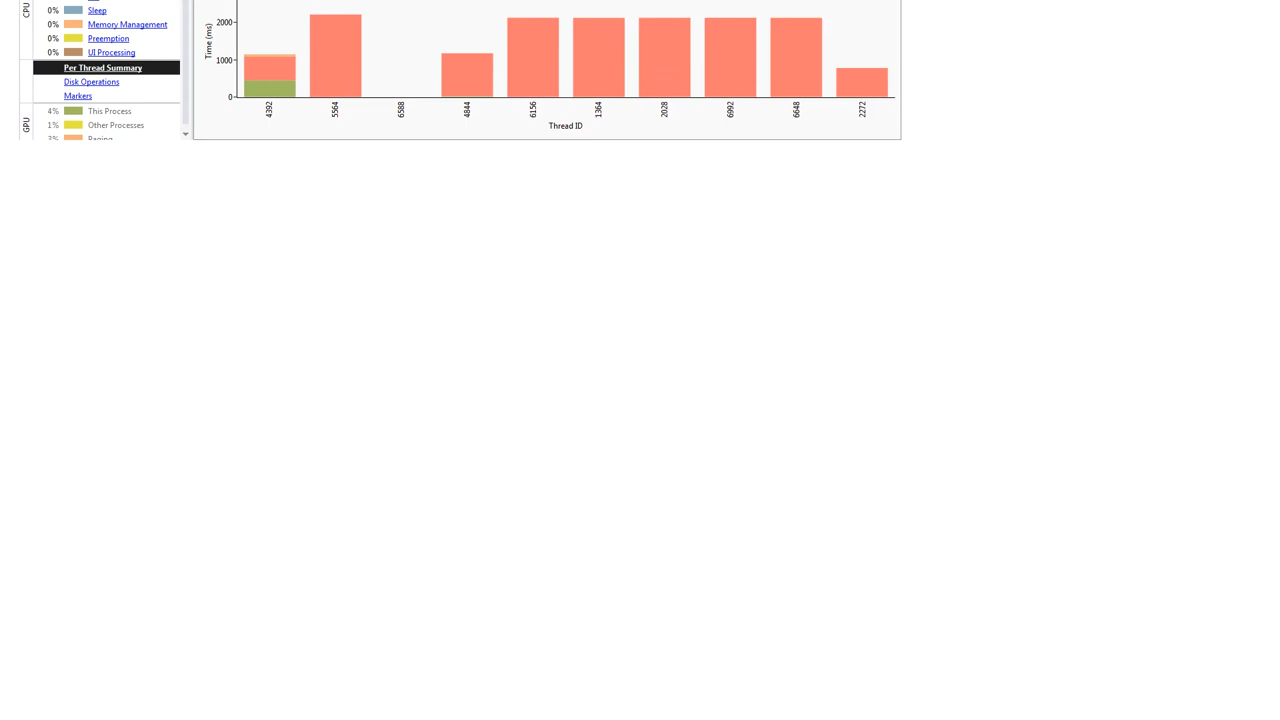 CPU
0% Sleep
0% Memory Management
0% Preemption
0% UI Processing
Per Thread Summary
Disk Operations
Markers
GPU
4% This Process
1% Other Processes
3% Paging
Time (ms)
2000
1000
0
4392 5564 6588 4844 6156 1364 2028 6992 6648 2272
Thread ID